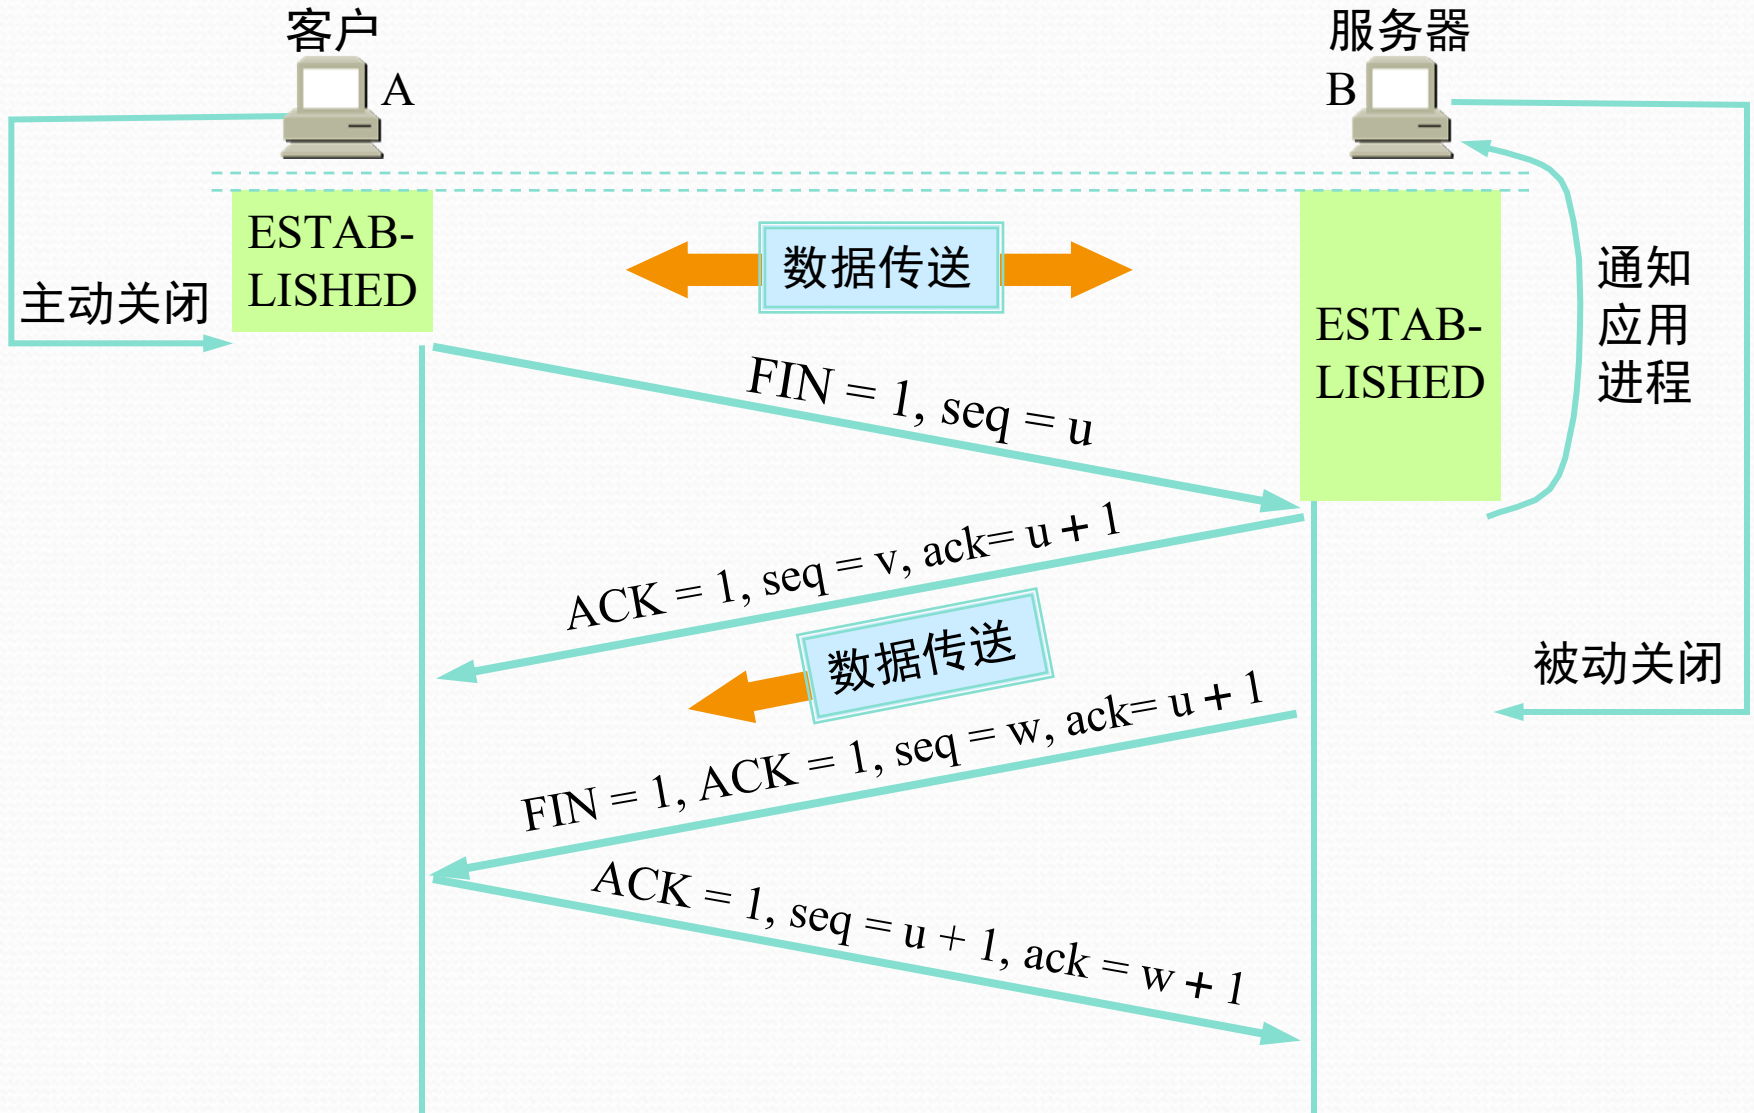 客户
服务器
A
B
ESTAB-
LISHED
数据传送
主动关闭
ESTAB-
LISHED
通知
应用
进程
FIN = 1, seq = u
ACK = 1, seq = v, ack= u + 1
数据传送
被动关闭
FIN = 1, ACK = 1, seq = w, ack= u + 1
ACK = 1, seq = u + 1, ack = w + 1